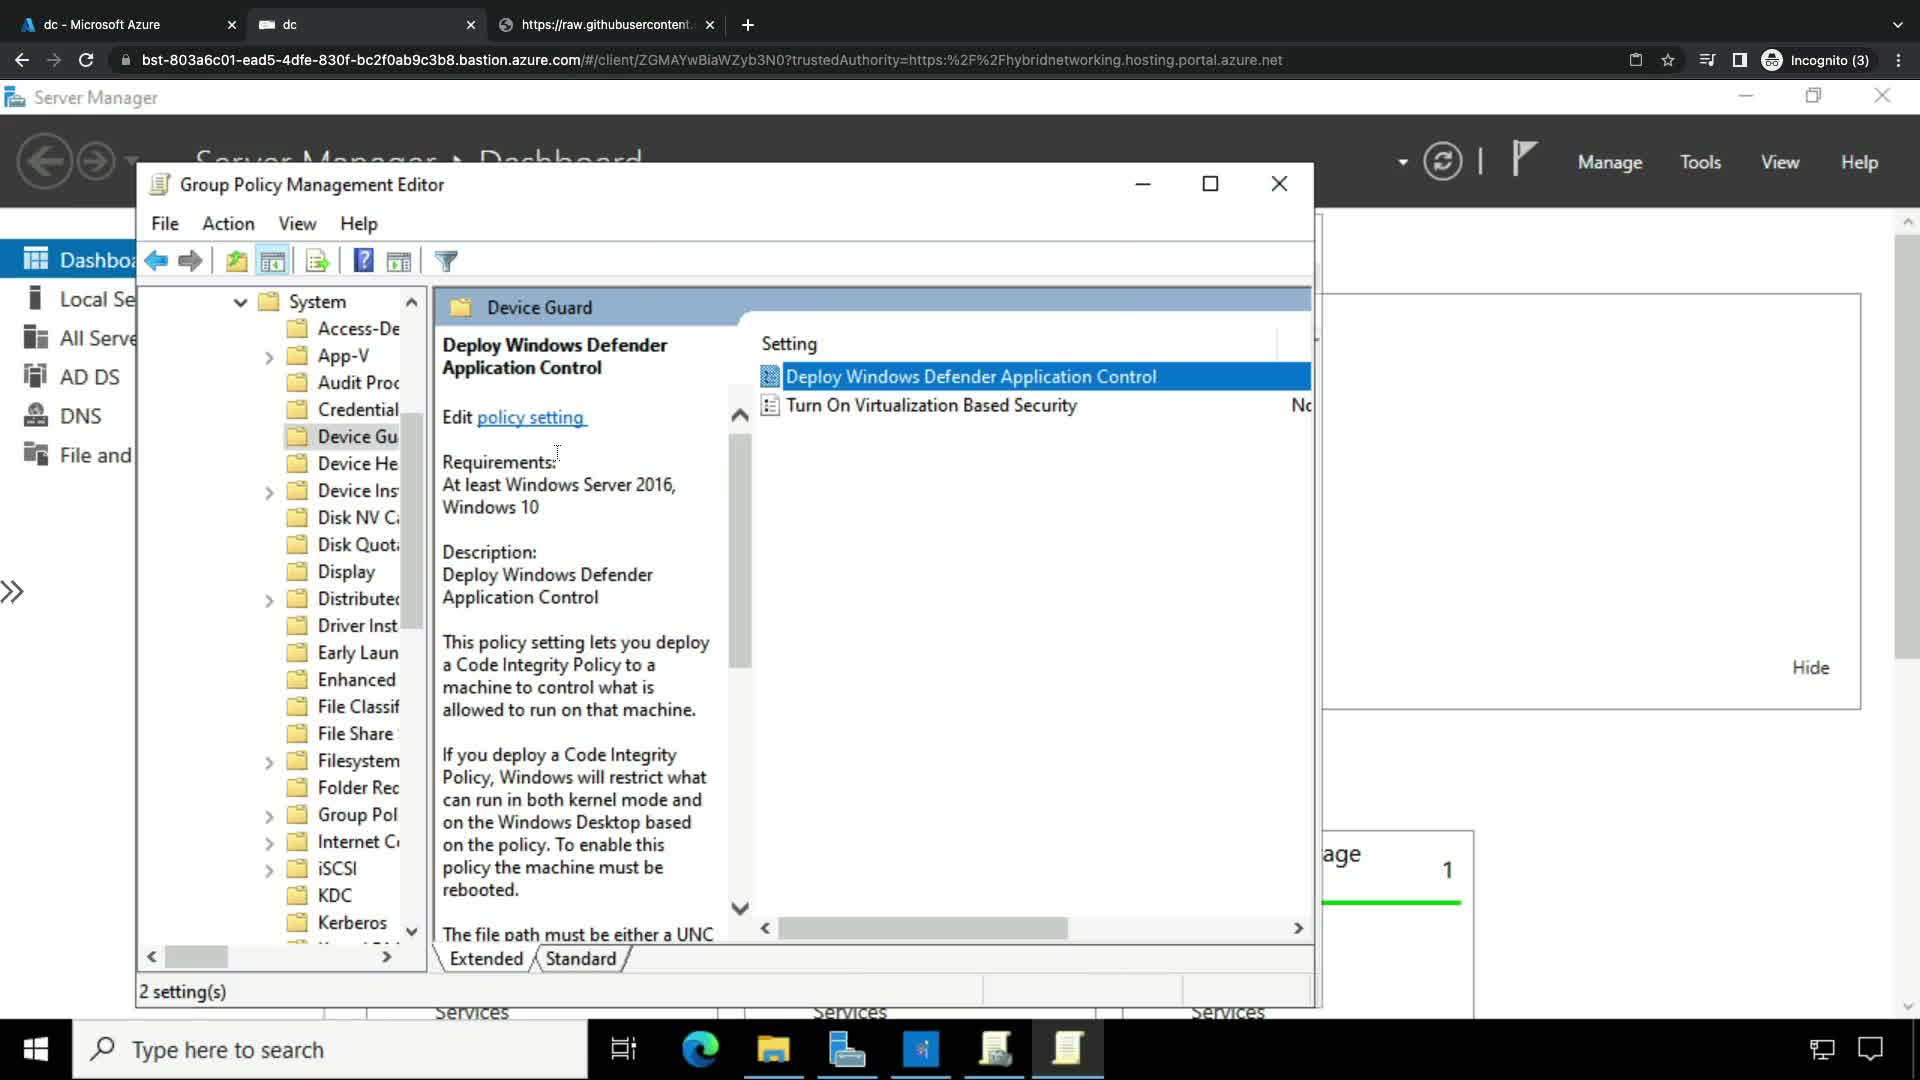 dc - Microsoft Azure
dc
https://raw.githubusercontent.
bst-803a6c01-ead5-4dfe-830f-bc2f0ab9c3b8.bastion.azure.com/#/client/ZGMAYwBiaWZyb3N0?trustedAuthority=https:%2F%2Fhybridnetworking.hosting.portal.azure.net
Incognito (3)
Server Manager
Server Manager • Dashboard
Manage
Tools
View
Help
Group Policy Management Editor
File
Action
View
Help
Dashboa
Local Se
All Serve
AD DS
DNS
File and
System
Access-De
App-V
Audit Proc
Credential
Device Gu
Device He
Device Ins
Disk NV Ca
Disk Quota
Display
Distributed
Driver Inst
Early Laun
Enhanced
File Classif
File Share
Filesystem
Folder Red
Group Pol
Internet Co
iSCSI
KDC
Kerberos
Device Guard
Deploy Windows Defender
Application Control
Edit policy setting
Requirements:
At least Windows Server 2016,
Windows 10
Description:
Deploy Windows Defender
Application Control
This policy setting lets you deploy
a Code Integrity Policy to a
machine to control what is
allowed to run on that machine.
If you deploy a Code Integrity
Policy, Windows will restrict what
can run in both kernel mode and
on the Windows Desktop based
on the policy. To enable this
policy the machine must be
rebooted.
The file path must be either a UNC
Setting
Deploy Windows Defender Application Control
Turn On Virtualization Based Security
No
Extended
Standard
2 setting(s)
Hide
age
1
Services
Services
Services
Type here to search